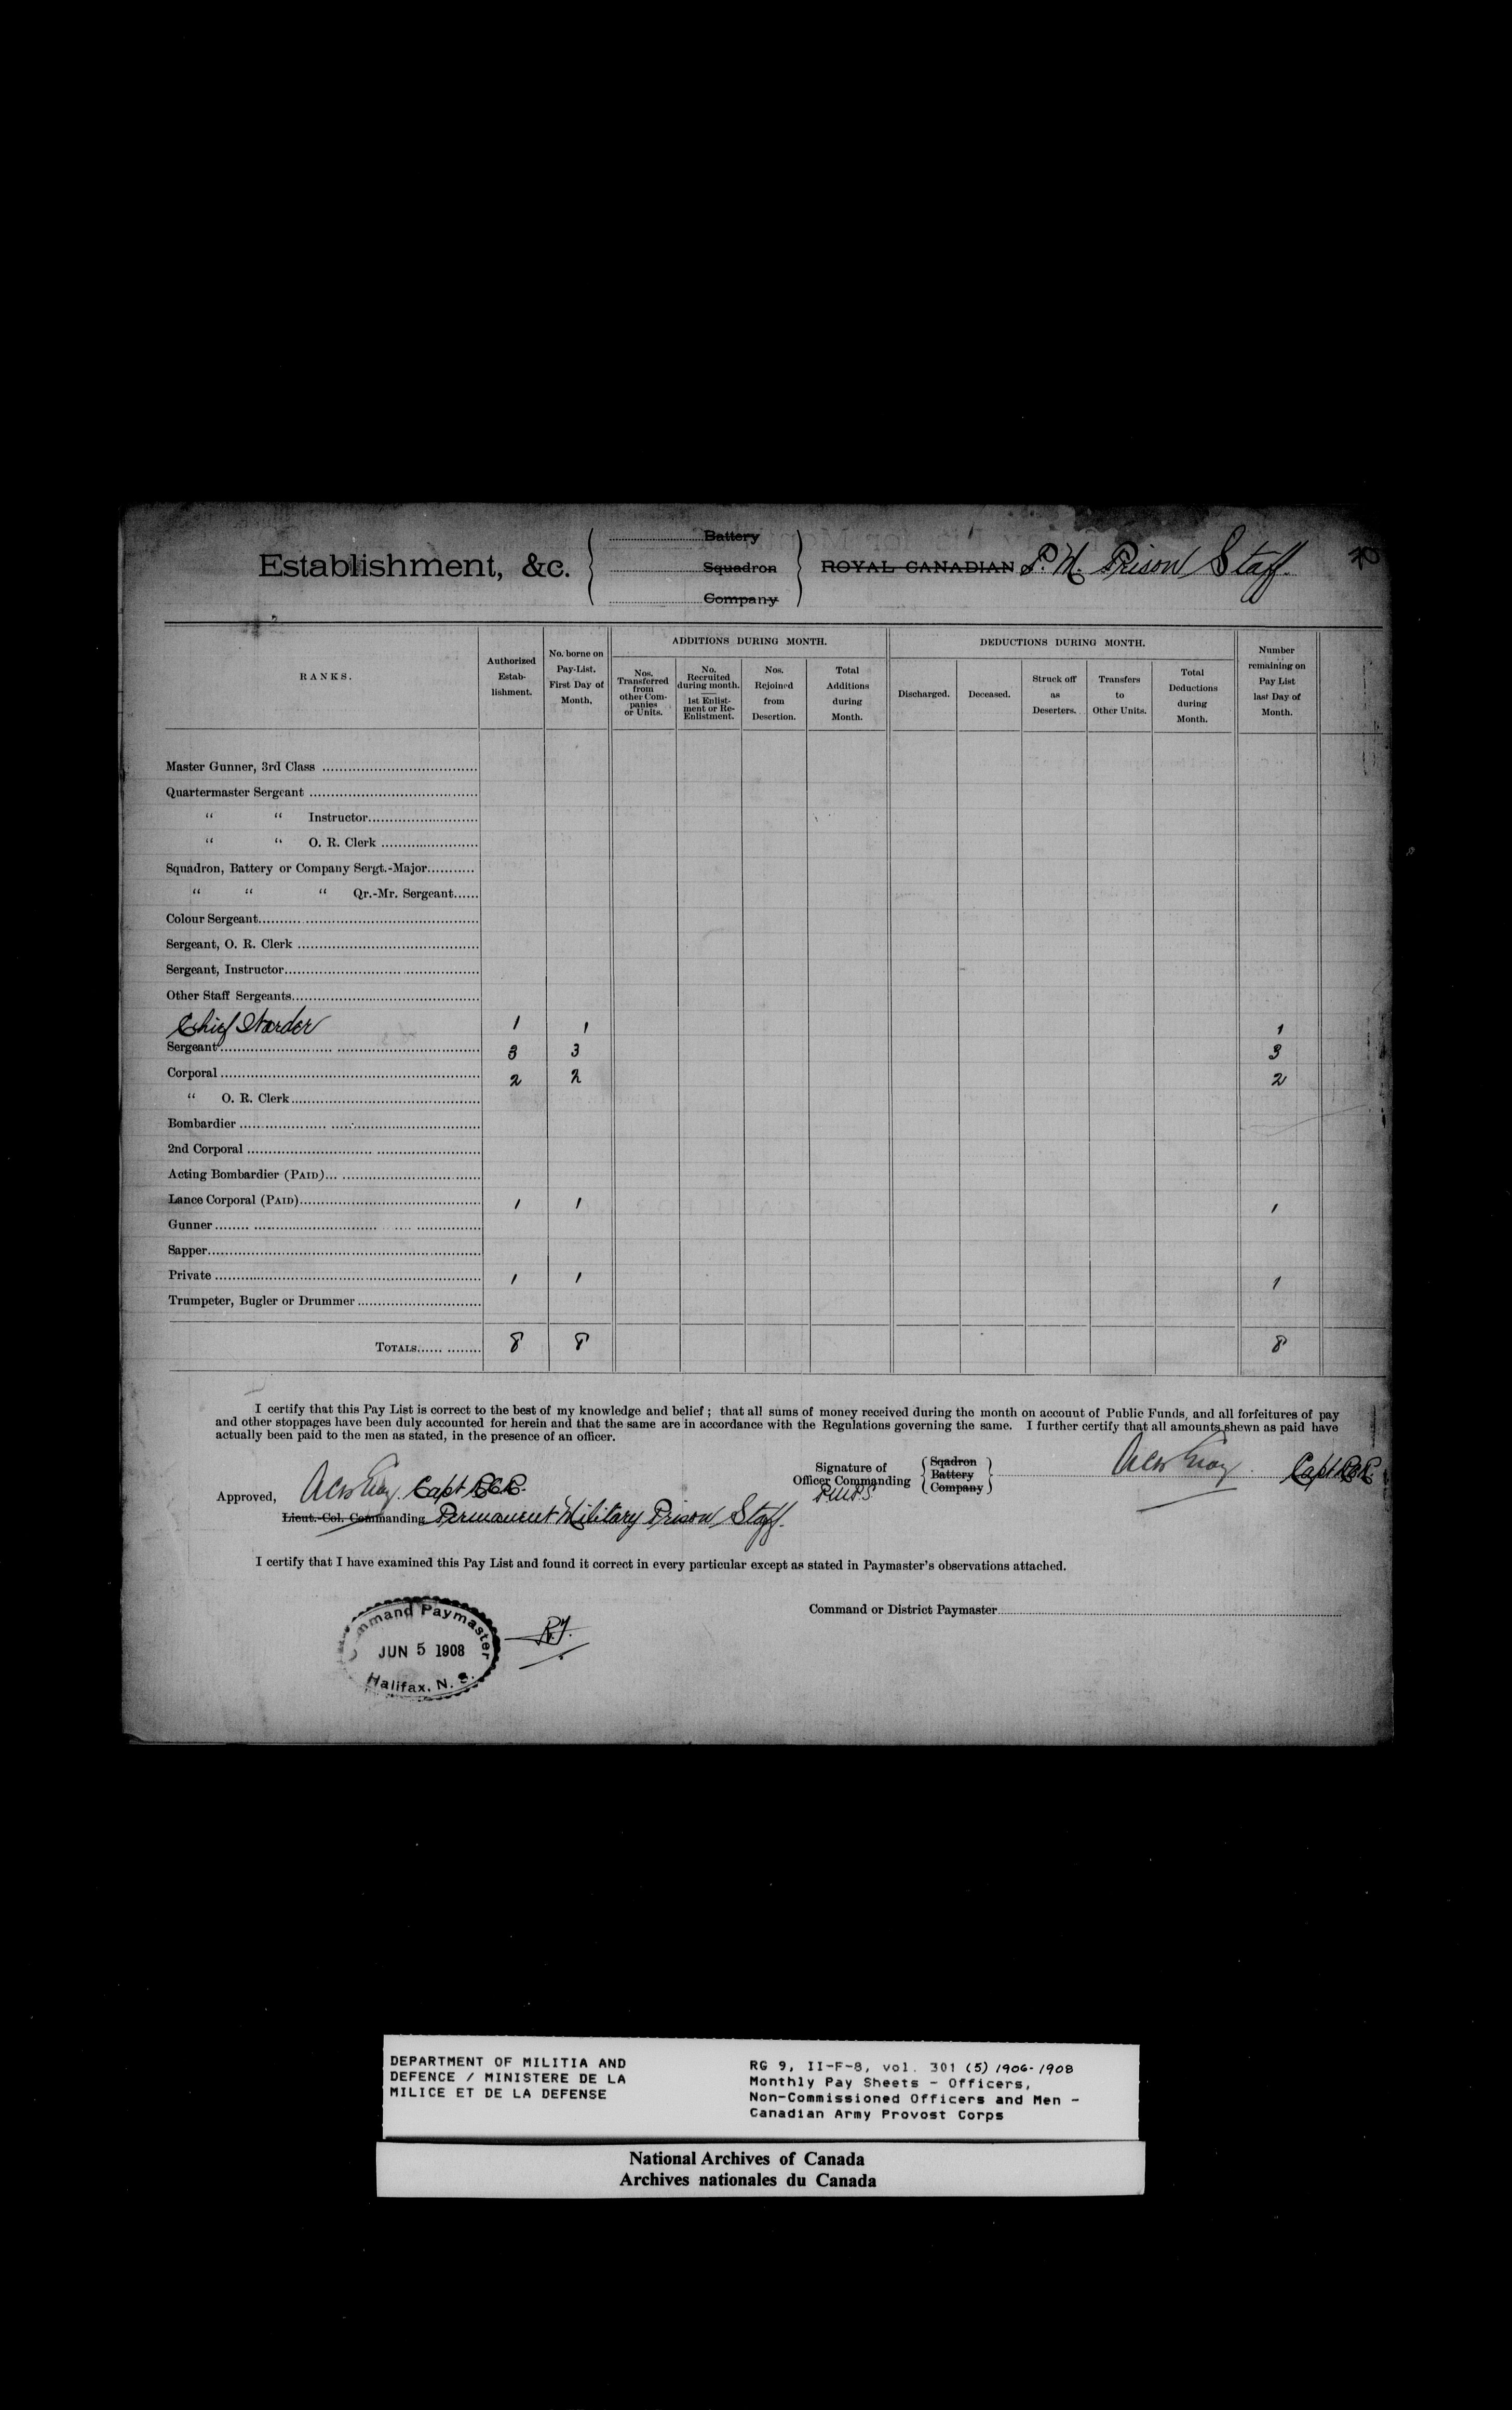 Establishment, &c.
Battery
Squadron
Company
ROYAL CANADIAN P. M. Prison Staff.
RANKS.
Authorized Estab- lishment.
No. borne on Pay-List. First Day of Month,
ADDITIONS DURING MONTH.
Nos. Transferred from other Com- panies or Units.
No. Recruited during month. 1st Enlist- ment or Re- Enlistment.
Nos. Rejoined from Desertion.
Total Additions during Month.
DEDUCTIONS DURING MONTH.
Discharged.
Deceased.
Struck off as Deserters.
Transfers to Other Units.
Total Deductions during Month.
Number remaining on Pay List last Day of Month.
Master Gunner, 3rd Class
Quartermaster Sergeant
“ “ Instructor
“ “ O. R. Clerk
Squadron, Battery or Company Sergt.-Major
“ “ “ Qr.-Mr. Sergeant
Colour Sergeant
Sergeant, O. R. Clerk
Sergeant, Instructor
Other Staff Sergeants
Chief Warder 1 1 1
Sergeant 3 3 3
Corporal 2 2 2
“ O. R. Clerk
Bombardier
2nd Corporal
Acting Bombardier (PAID)
Lance Corporal (PAID) 1 1 1
Gunner
Sapper
Private 1 1 1
Trumpeter, Bugler or Drummer
TOTALS 8 8 8
I certify that this Pay List is correct to the best of my knowledge and belief ; that all sums of money received during the month on account of Public Funds, and all forfeitures of pay
and other stoppages have been duly accounted for herein and that the same are in accordance with the Regulations governing the same. I further certify that all amounts shewn as paid have
actually been paid to the men as stated, in the presence of an officer.
Signature of Officer Commanding
Sqadron
Battery
Company
P.M.P.S.
Capt RCR.
Approved, Capt RCR.
Lieut.-Col. Commanding Permanent Military Prison Staff.
I certify that I have examined this Pay List and found it correct in every particular except as stated in Paymaster's observations attached.
Command or District Paymaster
Command Paymaster
JUN 5 1908
Halifax. N. S.
DEPARTMENT OF MILITIA AND
DEFENCE / MINISTERE DE LA
MILICE ET DE LA DEFENSE
RG 9, II-F-8, vol. 301 (5) 1906-1908
Monthly Pay Sheets - Officers,
Non-Commissioned Officers and Men -
Canadian Army Provost Corps
National Archives of Canada
Archives nationales du Canada